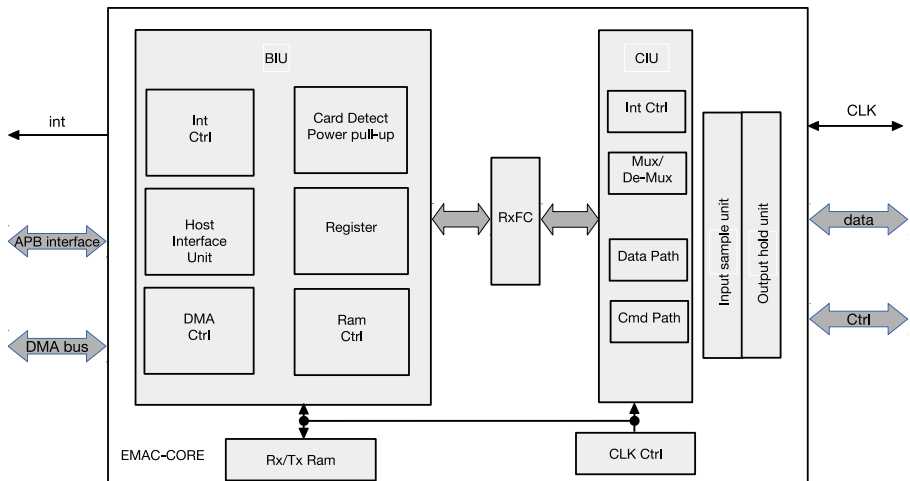 BIU
CIU
int
Int
Ctrl
Card Detect
Power pull-up
Int Ctrl
CLK
Mux/
De-Mux
RxFC
Host
Interface
Unit
Register
APB interface
Data Path
Input sample unit
Output hold unit
data
DMA
Ctrl
Ram
Ctrl
Cmd Path
Ctrl
DMA bus
EMAC-CORE
Rx/Tx Ram
CLK Ctrl